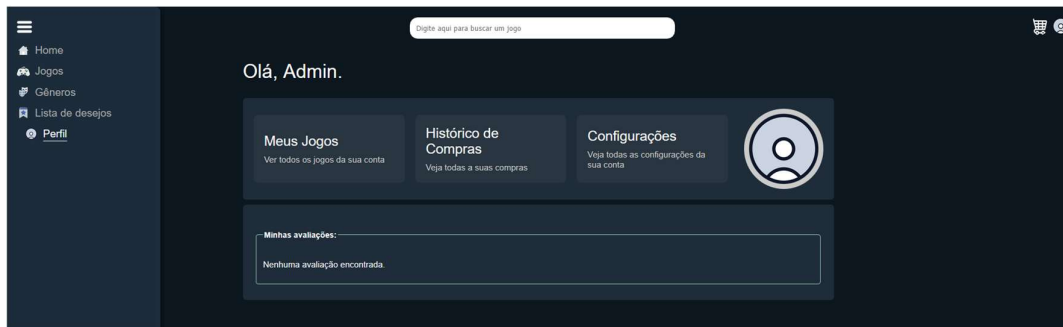 Digite aqui para buscar um jogo
Home
Jogos
Gêneros
Lista de desejos
Perfil
Olá, Admin.
Meus Jogos
Ver todos os jogos da sua conta
Histórico de
Compras
Veja todas a suas compras
Configurações
Veja todas as configurações da
sua conta
Minhas avaliações:
Nenhuma avaliação encontrada.